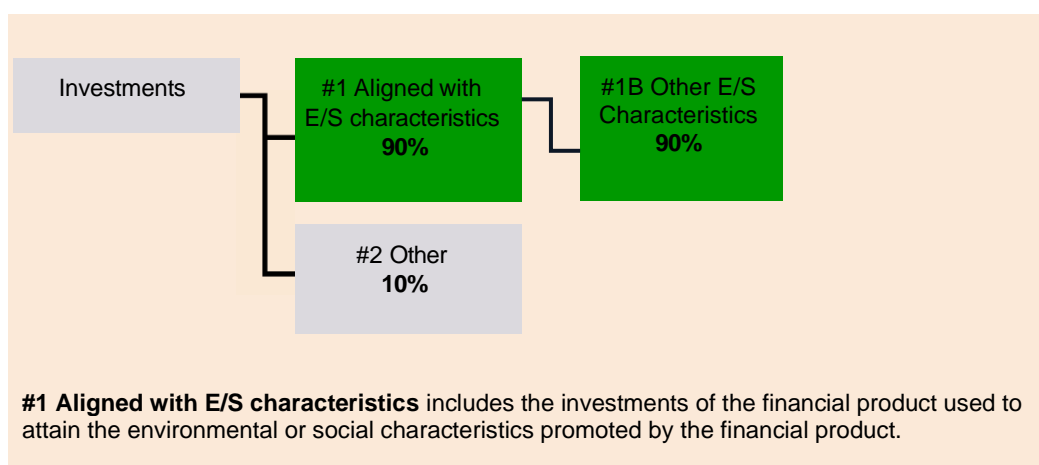 Investments
#1 Aligned with
E/S characteristics
90%
#1B Other E/S
Characteristics
90%
#2 Other
10%
#1 Aligned with E/S characteristics includes the investments of the financial product used to
attain the environmental or social characteristics promoted by the financial product.